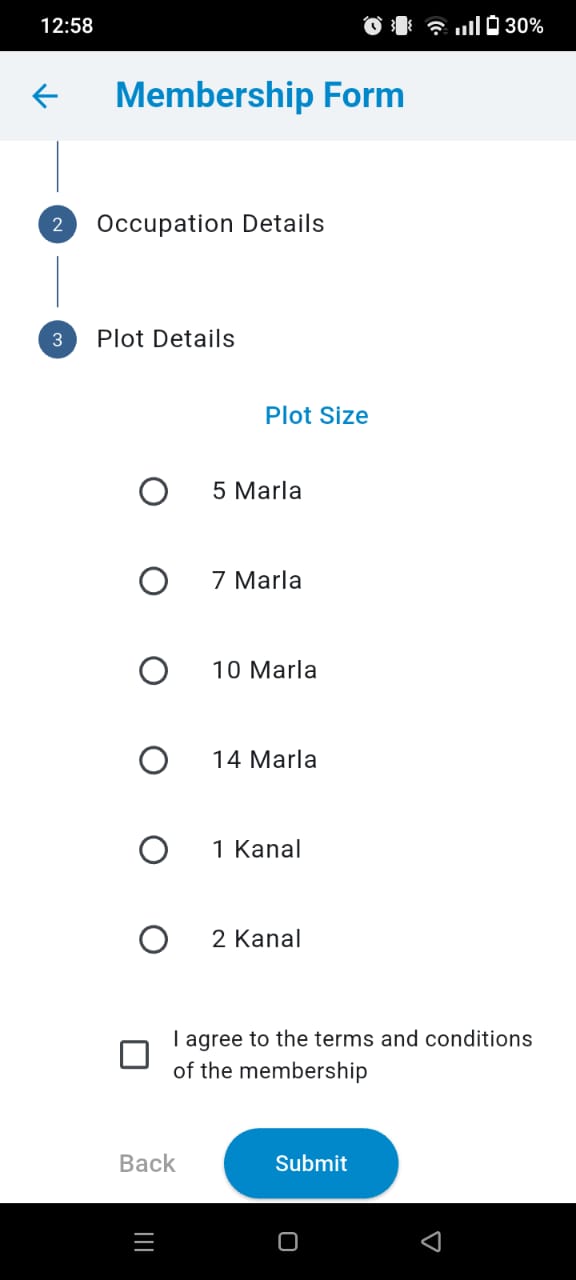 12:58
30%
Membership Form
2 Occupation Details
3 Plot Details
Plot Size
5 Marla
7 Marla
10 Marla
14 Marla
1 Kanal
2 Kanal
I agree to the terms and conditions
of the membership
Back
Submit